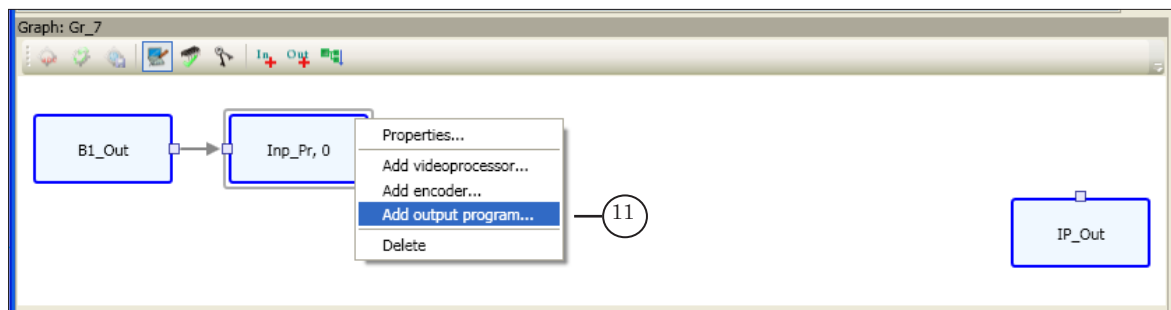 Graph: Gr_7
In Out
B1_Out
Inp_Pr, 0
Properties...
Add videoprocessor...
Add encoder...
Add output program...
Delete
11
IP_Out